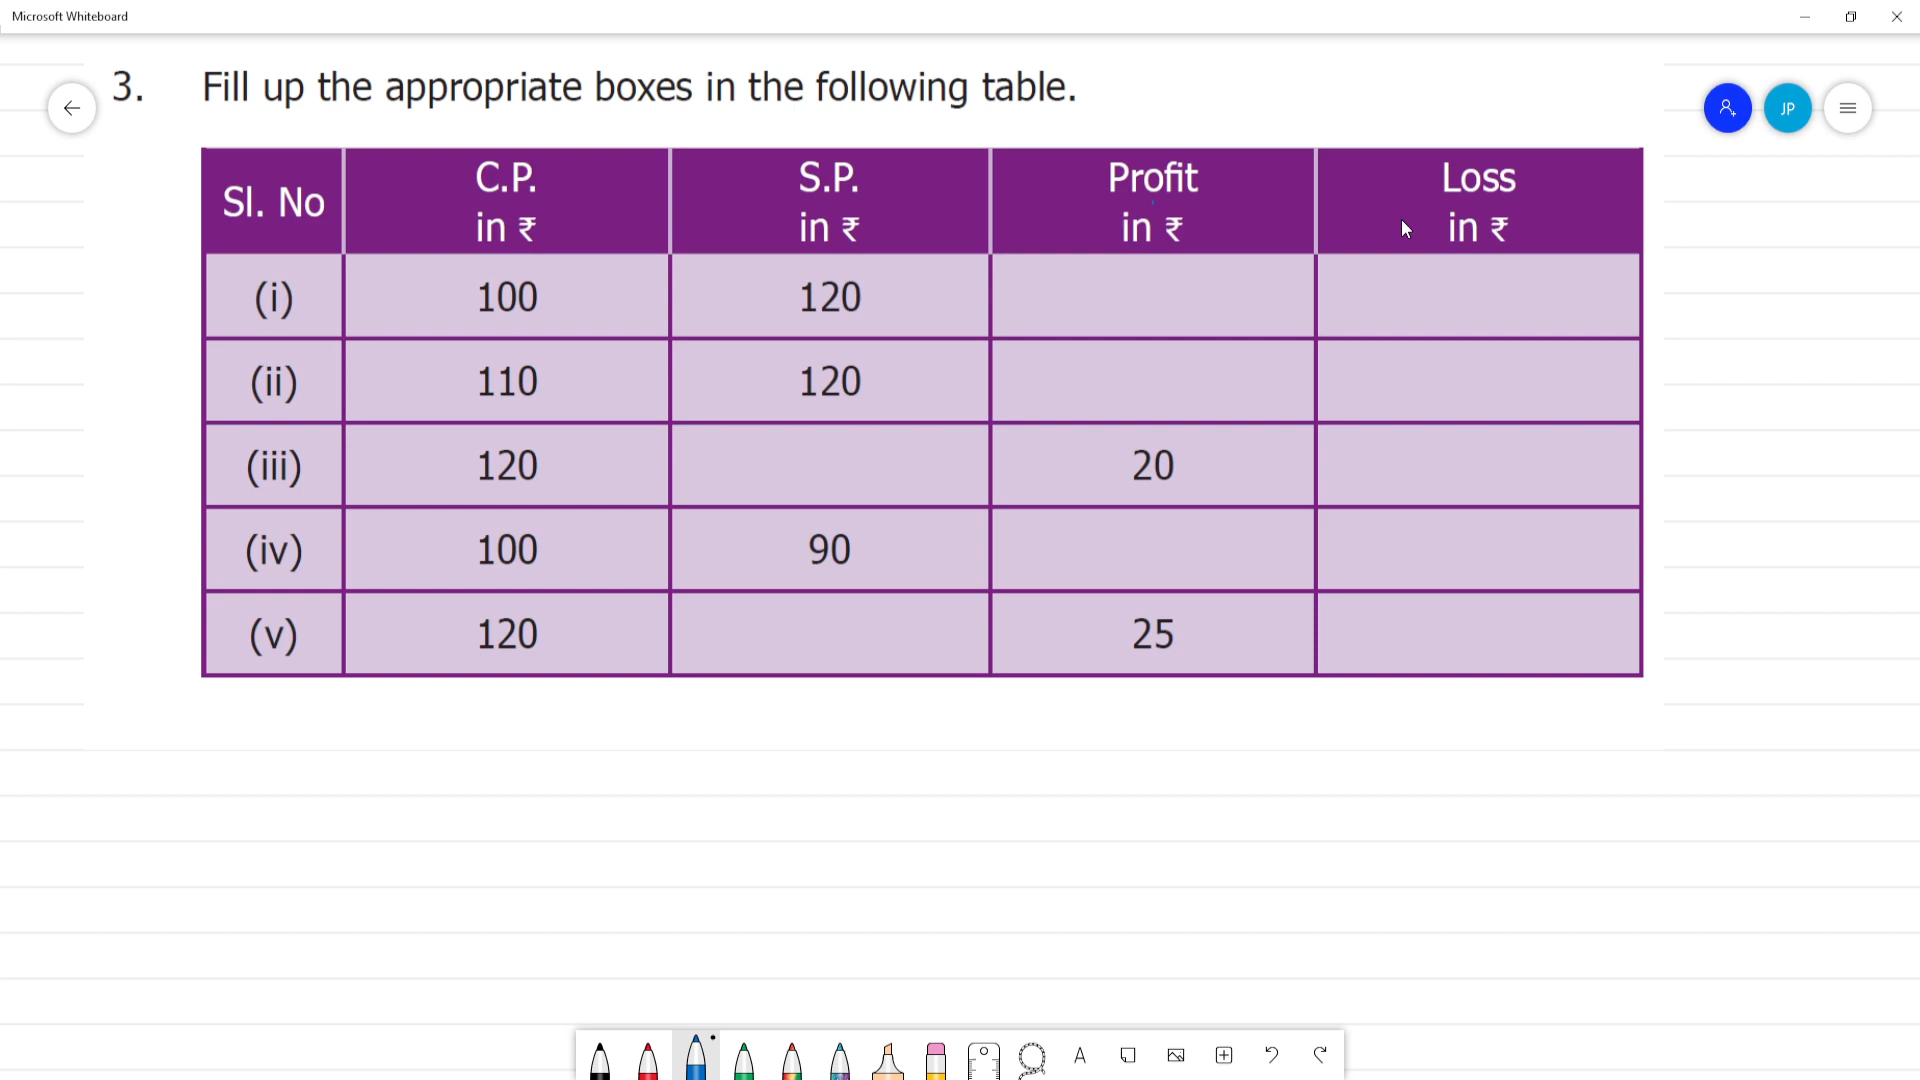 Microsoft Whiteboard
3. Fill up the appropriate boxes in the following table.
Sl. No C.P. in ₹ S.P. in ₹ Profit in ₹ Loss in ₹
(i) 100 120
(ii) 110 120
(iii) 120 20
(iv) 100 90
(v) 120 25
JP
A